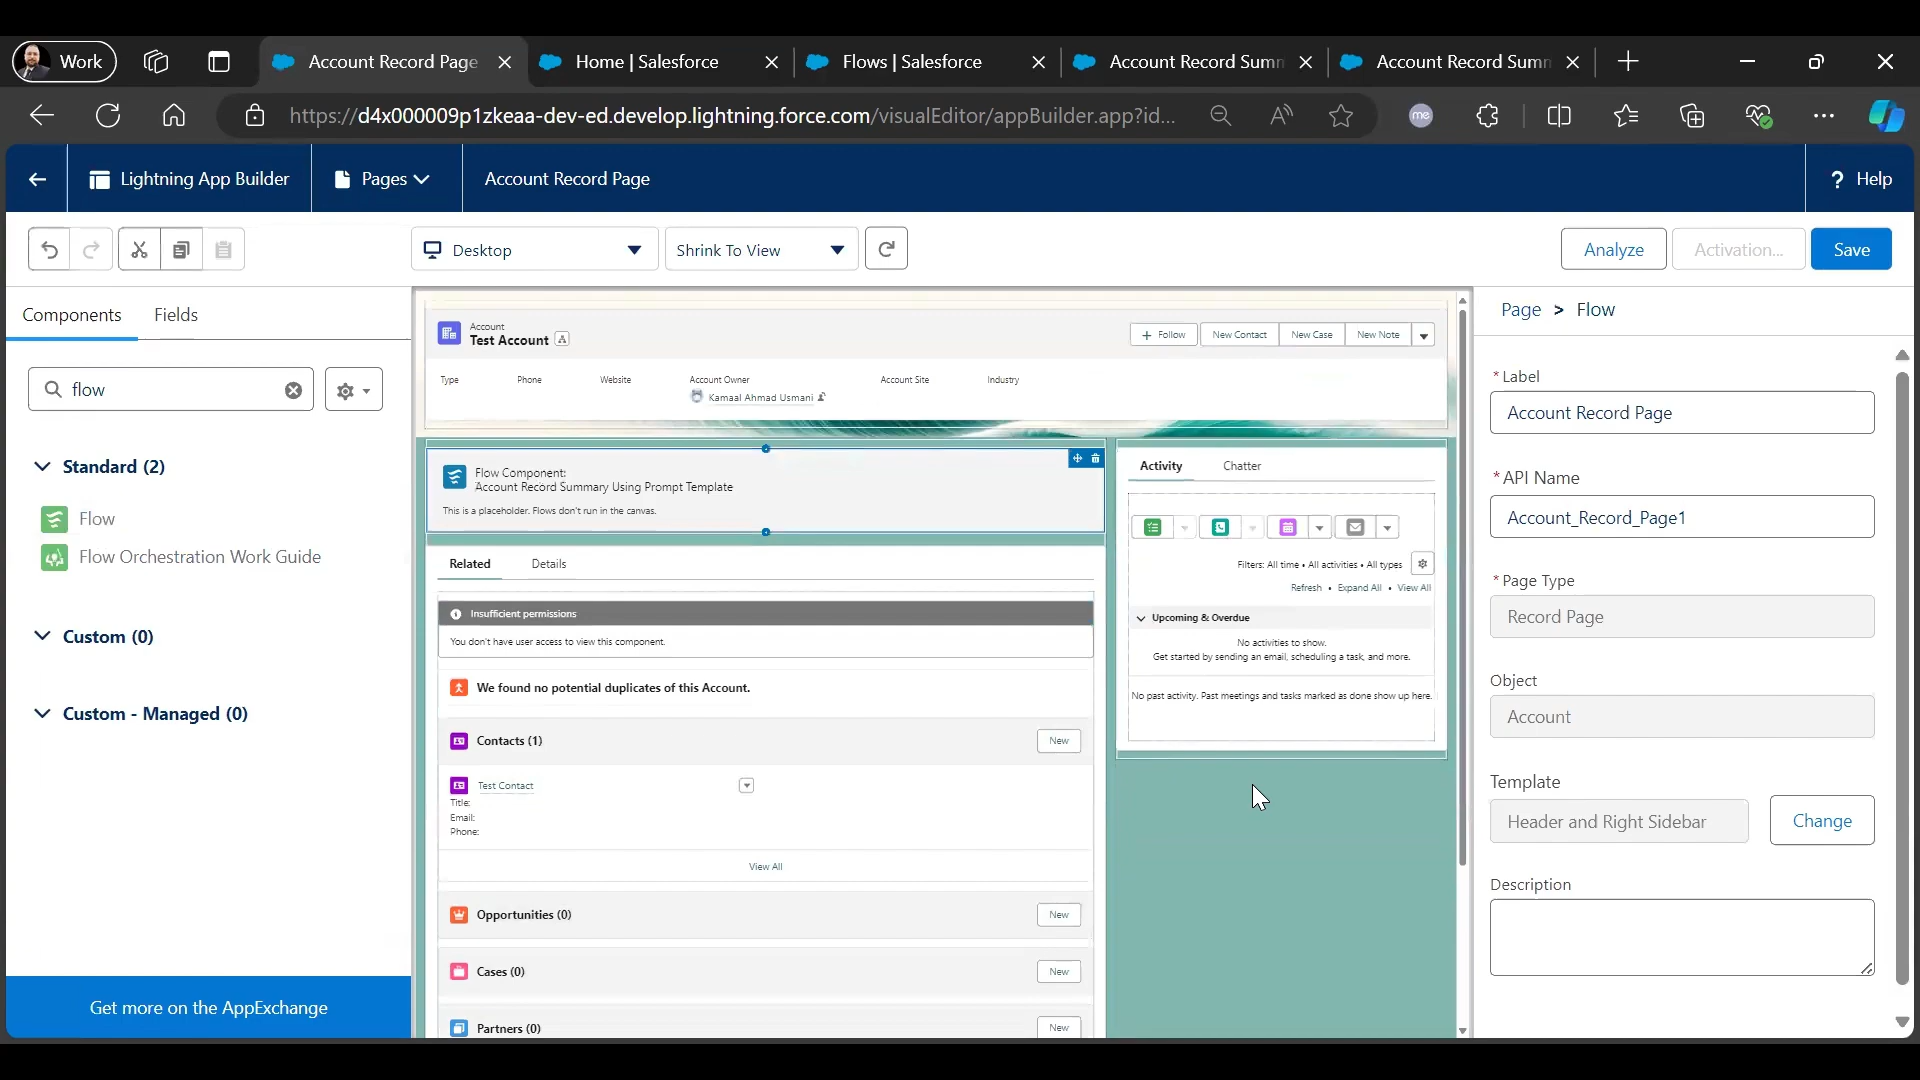 Work
Account Record Page
Home | Salesforce
Flows | Salesforce
Account Record Sumn
Account Record Sumn
https://d4x000009p1zkeaa-dev-ed.develop.lightning.force.com/visualEditor/appBuilder.app?id...
me
Lightning App Builder
Pages
Account Record Page
? Help
Desktop
Shrink To View
Analyze
Activation...
Save
Components
Fields
flow
Standard (2)
Flow
Flow Orchestration Work Guide
Custom (0)
Custom - Managed (0)
Get more on the AppExchange
Account
Test Account
+ Follow
New Contact
New Case
New Note
Type
Phone
Website
Account Owner
Account Site
Industry
Kamaal Ahmad Usmani
Flow Component:
Account Record Summary Using Prompt Template
This is a placeholder. Flows don't run in the canvas.
Related
Details
Insufficient permissions
You don't have user access to view this component.
We found no potential duplicates of this Account.
Contacts (1)
New
Test Contact
Title:
Email:
Phone:
View All
Opportunities (0)
New
Cases (0)
New
Partners (0)
New
Activity
Chatter
Filters: All time • All activities • All types
Refresh • Expand All • View All
Upcoming & Overdue
No activities to show.
Get started by sending an email, scheduling a task, and more.
No past activity. Past meetings and tasks marked as done show up here.
Page > Flow
* Label
Account Record Page
* API Name
Account_Record_Page1
* Page Type
Record Page
Object
Account
Template
Header and Right Sidebar
Change
Description